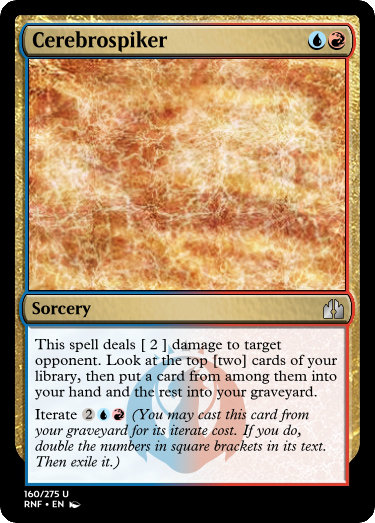 Cerebrospiker
Sorcery
This spell deals [ 2 ] damage to target
opponent. Look at the top [two] cards of your
library, then put a card from among them into
your hand and the rest into your graveyard.
Iterate 2 (You may cast this card from
your graveyard for its iterate cost. If you do,
double the numbers in square brackets in its text.
Then exile it.)
160/275 U
RNF • EN